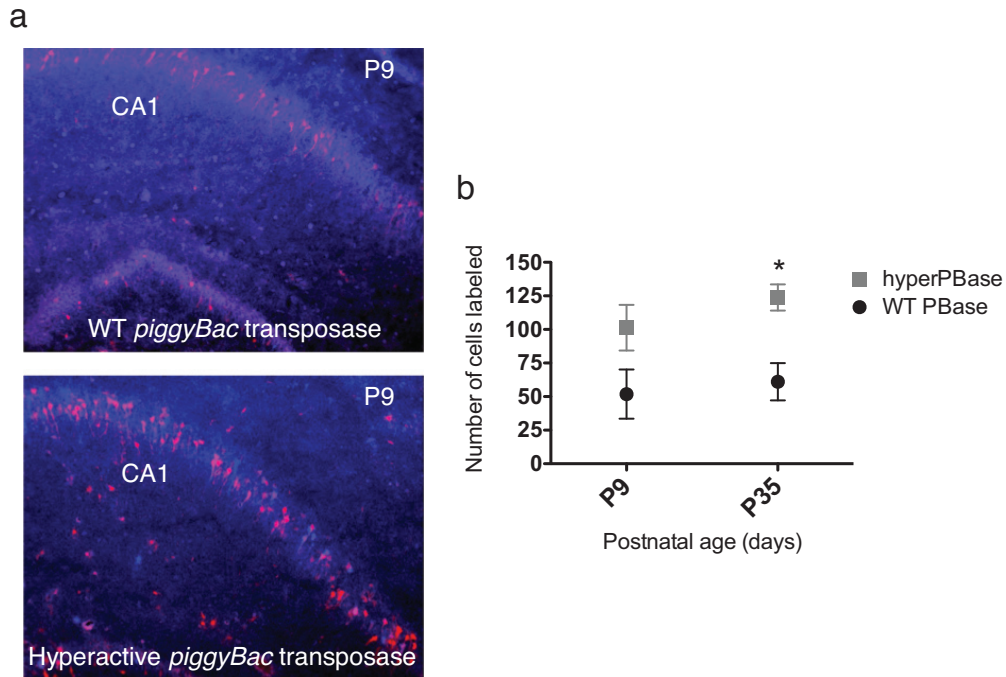 a
P9
CA1
WT piggyBac transposase
P9
CA1
Hyperactive piggyBac transposase
b
Number of cells labeled
150
125
100
75
50
25
0
*
P9
P35
Postnatal age (days)
hyperPBase
WT PBase